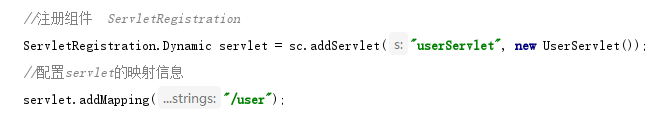 //注册组件  ServletRegistration
ServletRegistration.Dynamic servlet = sc.addServlet( s: "userServlet", new UserServlet());
//配置servlet的映射信息
servlet.addMapping( ...strings: "/user");